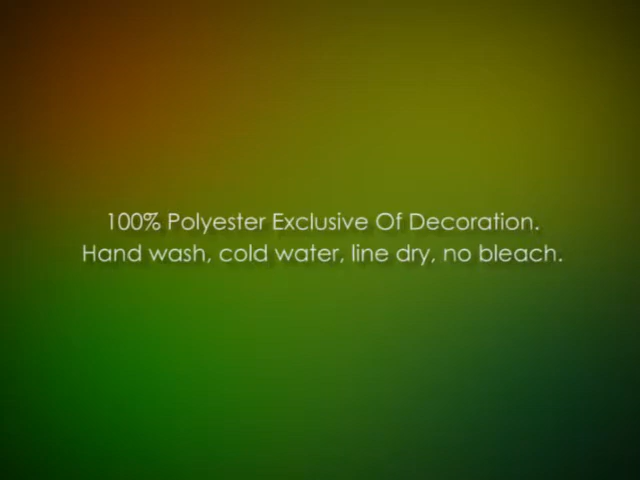 100% Polyester Exclusive Of Decoration.
Hand wash, cold water, line dry, no bleach.